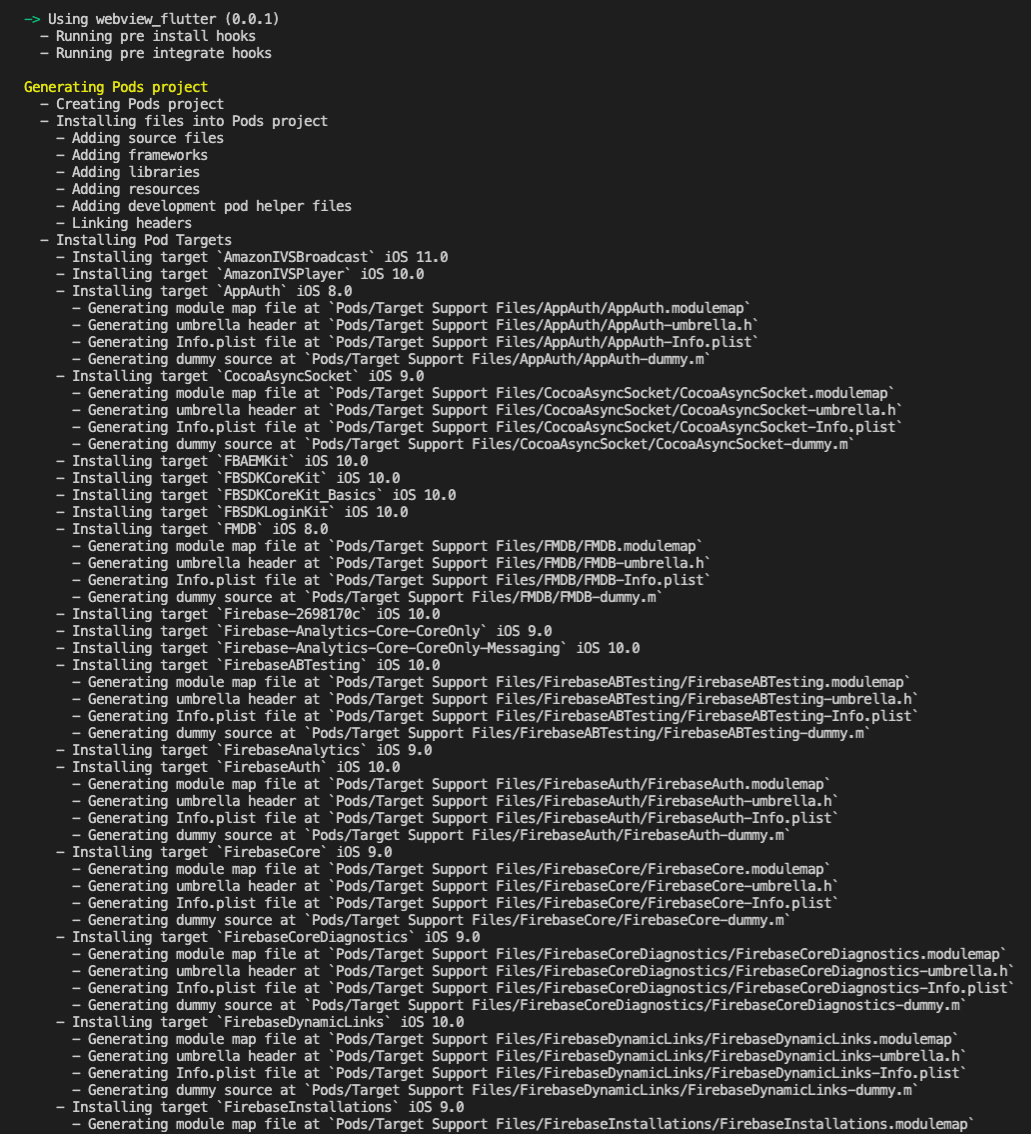 -> Using webview_flutter (0.0.1)
- Running pre install hooks
- Running pre integrate hooks
Generating Pods project
- Creating Pods project
- Installing files into Pods project
- Adding source files
- Adding frameworks
- Adding libraries
- Adding resources
- Adding development pod helper files
- Linking headers
- Installing Pod Targets
- Installing target `AmazonIVSBroadcast` iOS 11.0
- Installing target `AmazonIVSPlayer` iOS 10.0
- Installing target `AppAuth` iOS 8.0
- Generating module map file at `Pods/Target Support Files/AppAuth/AppAuth.modulemap`
- Generating umbrella header at `Pods/Target Support Files/AppAuth/AppAuth-umbrella.h`
- Generating Info.plist file at `Pods/Target Support Files/AppAuth/AppAuth-Info.plist`
- Generating dummy source at `Pods/Target Support Files/AppAuth/AppAuth-dummy.m`
- Installing target `CocoaAsyncSocket` iOS 9.0
- Generating module map file at `Pods/Target Support Files/CocoaAsyncSocket/CocoaAsyncSocket.modulemap`
- Generating umbrella header at `Pods/Target Support Files/CocoaAsyncSocket/CocoaAsyncSocket-umbrella.h`
- Generating Info.plist file at `Pods/Target Support Files/CocoaAsyncSocket/CocoaAsyncSocket-Info.plist`
- Generating dummy source at `Pods/Target Support Files/CocoaAsyncSocket/CocoaAsyncSocket-dummy.m`
- Installing target `FBAEMKit` iOS 10.0
- Installing target `FBSDKCoreKit` iOS 10.0
- Installing target `FBSDKCoreKit_Basics` iOS 10.0
- Installing target `FBSDKLoginKit` iOS 10.0
- Installing target `FMDB` iOS 8.0
- Generating module map file at `Pods/Target Support Files/FMDB/FMDB.modulemap`
- Generating umbrella header at `Pods/Target Support Files/FMDB/FMDB-umbrella.h`
- Generating Info.plist file at `Pods/Target Support Files/FMDB/FMDB-Info.plist`
- Generating dummy source at `Pods/Target Support Files/FMDB/FMDB-dummy.m`
- Installing target `Firebase-2698170c` iOS 10.0
- Installing target `Firebase-Analytics-Core-CoreOnly` iOS 9.0
- Installing target `Firebase-Analytics-Core-CoreOnly-Messaging` iOS 10.0
- Installing target `FirebaseABTesting` iOS 10.0
- Generating module map file at `Pods/Target Support Files/FirebaseABTesting/FirebaseABTesting.modulemap`
- Generating umbrella header at `Pods/Target Support Files/FirebaseABTesting/FirebaseABTesting-umbrella.h`
- Generating Info.plist file at `Pods/Target Support Files/FirebaseABTesting/FirebaseABTesting-Info.plist`
- Generating dummy source at `Pods/Target Support Files/FirebaseABTesting/FirebaseABTesting-dummy.m`
- Installing target `FirebaseAnalytics` iOS 9.0
- Installing target `FirebaseAuth` iOS 10.0
- Generating module map file at `Pods/Target Support Files/FirebaseAuth/FirebaseAuth.modulemap`
- Generating umbrella header at `Pods/Target Support Files/FirebaseAuth/FirebaseAuth-umbrella.h`
- Generating Info.plist file at `Pods/Target Support Files/FirebaseAuth/FirebaseAuth-Info.plist`
- Generating dummy source at `Pods/Target Support Files/FirebaseAuth/FirebaseAuth-dummy.m`
- Installing target `FirebaseCore` iOS 9.0
- Generating module map file at `Pods/Target Support Files/FirebaseCore/FirebaseCore.modulemap`
- Generating umbrella header at `Pods/Target Support Files/FirebaseCore/FirebaseCore-umbrella.h`
- Generating Info.plist file at `Pods/Target Support Files/FirebaseCore/FirebaseCore-Info.plist`
- Generating dummy source at `Pods/Target Support Files/FirebaseCore/FirebaseCore-dummy.m`
- Installing target `FirebaseCoreDiagnostics` iOS 9.0
- Generating module map file at `Pods/Target Support Files/FirebaseCoreDiagnostics/FirebaseCoreDiagnostics.modulemap`
- Generating umbrella header at `Pods/Target Support Files/FirebaseCoreDiagnostics/FirebaseCoreDiagnostics-umbrella.h`
- Generating Info.plist file at `Pods/Target Support Files/FirebaseCoreDiagnostics/FirebaseCoreDiagnostics-Info.plist`
- Generating dummy source at `Pods/Target Support Files/FirebaseCoreDiagnostics/FirebaseCoreDiagnostics-dummy.m`
- Installing target `FirebaseDynamicLinks` iOS 10.0
- Generating module map file at `Pods/Target Support Files/FirebaseDynamicLinks/FirebaseDynamicLinks.modulemap`
- Generating umbrella header at `Pods/Target Support Files/FirebaseDynamicLinks/FirebaseDynamicLinks-umbrella.h`
- Generating Info.plist file at `Pods/Target Support Files/FirebaseDynamicLinks/FirebaseDynamicLinks-Info.plist`
- Generating dummy source at `Pods/Target Support Files/FirebaseDynamicLinks/FirebaseDynamicLinks-dummy.m`
- Installing target `FirebaseInstallations` iOS 9.0
- Generating module map file at `Pods/Target Support Files/FirebaseInstallations/FirebaseInstallations.modulemap`